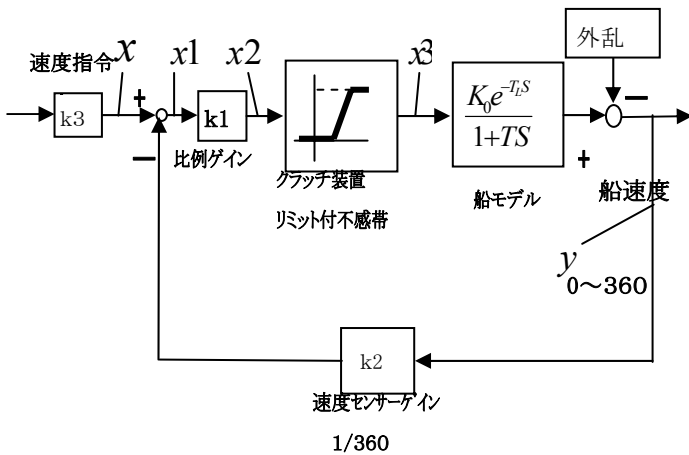 外乱
速度指令
x
x1
x2
x3
+
−
k3
k1
K₀e^{-T_LS}
1+TS
−
+
−
比例ゲイン
クラッチ装置
リミット付不感帯
船モデル
船速度
y
0～360
k2
速度センサーゲイン
1/360